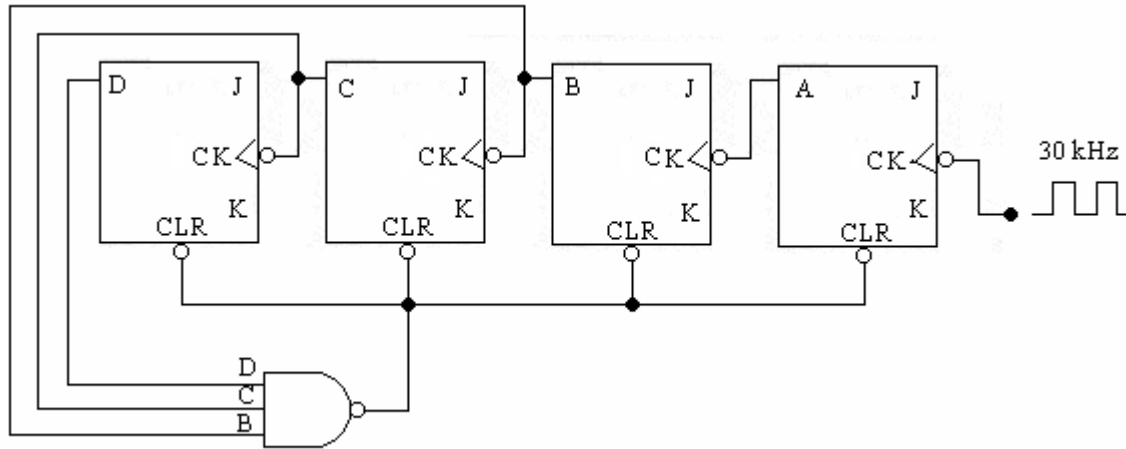 D J C J B J A J
CK CK CK CK 30 kHz
K K K K
CLR CLR CLR CLR
D
C
B